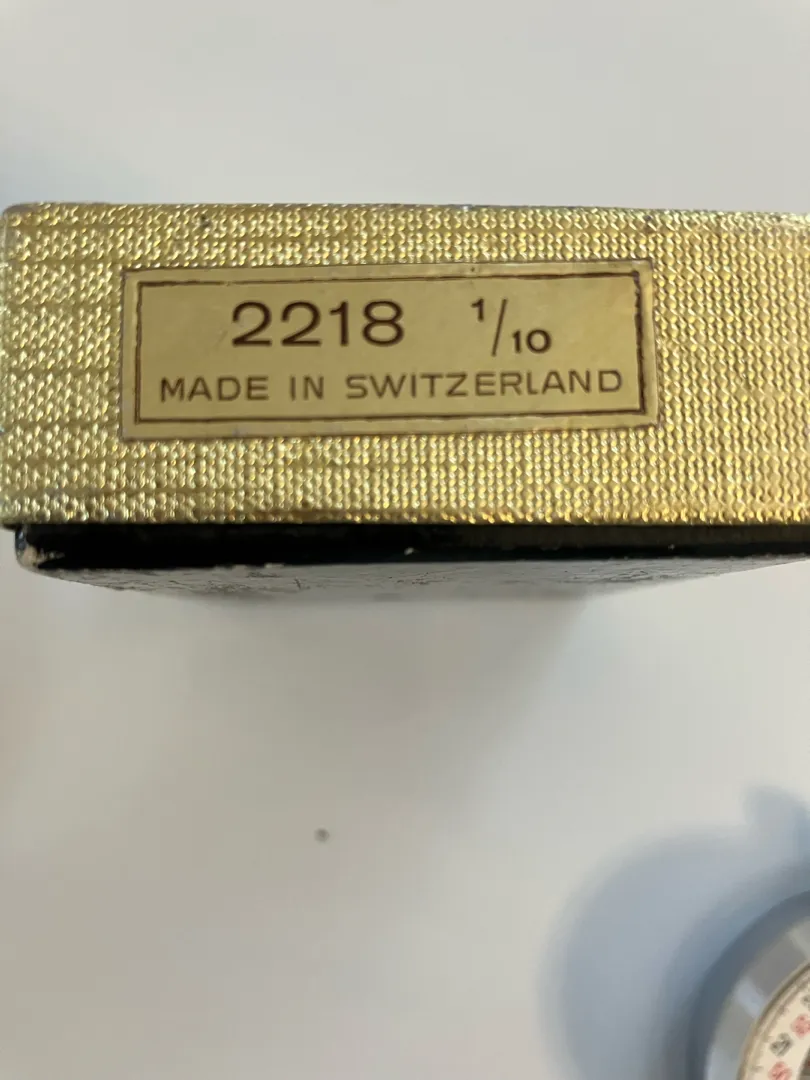 2218 1/10
MADE IN SWITZERLAND